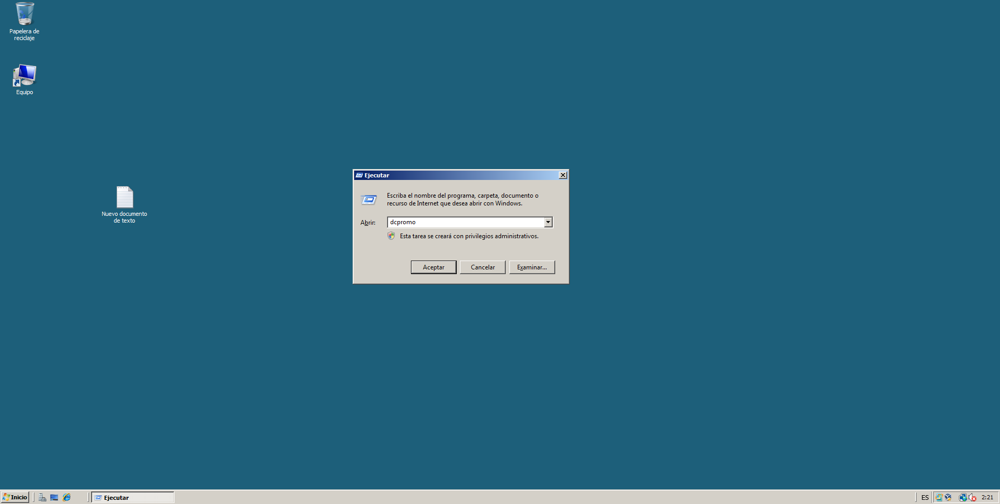 Papelera de
reciclaje
Equipo
Nuevo documento
de texto
Ejecutar
Escriba el nombre del programa, carpeta, documento o
recurso de Internet que desea abrir con Windows.
Abrir:
dcpromo
Esta tarea se creará con privilegios administrativos.
Aceptar
Cancelar
Examinar...
Inicio
Ejecutar
ES
2:21